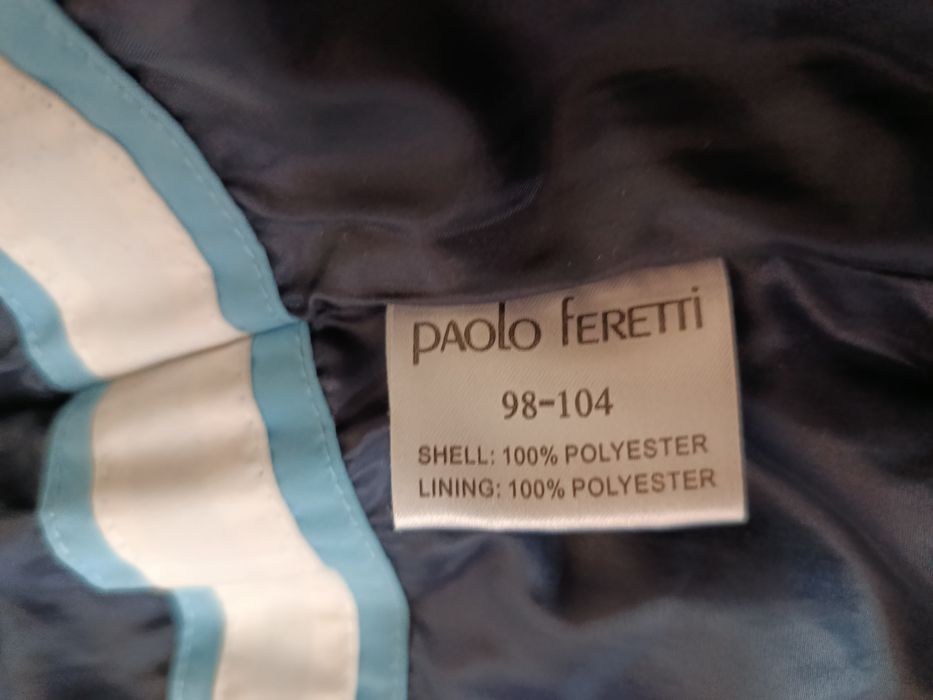 paolo feretti
98-104
SHELL: 100% POLYESTER
LINING: 100% POLYESTER